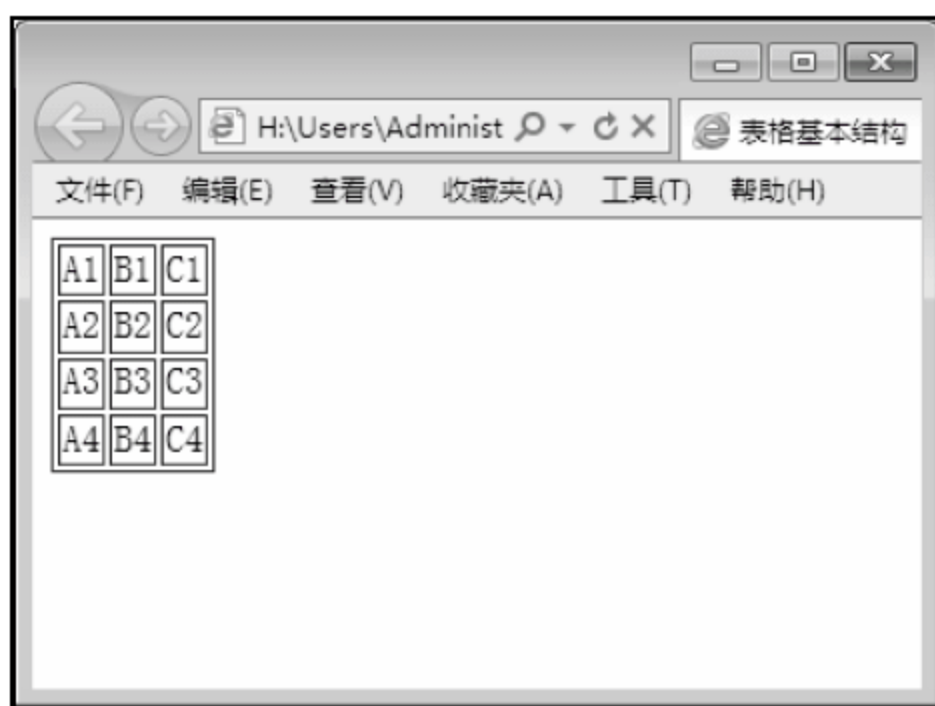 H:\Users\Administ 表格基本结构
文件(F) 编辑(E) 查看(V) 收藏夹(A) 工具(T) 帮助(H)
A1 B1 C1
A2 B2 C2
A3 B3 C3
A4 B4 C4